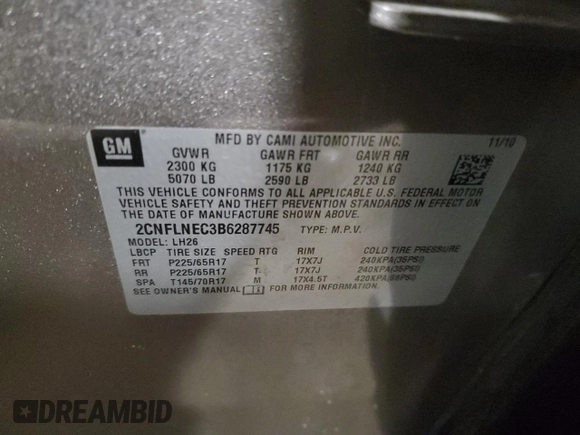 GM
MFD BY CAMI AUTOMOTIVE INC. 11/10
GVWR GAWR FRT GAWR RR
2300 KG 1175 KG 1240 KG
5070 LB 2590 LB 2733 LB
THIS VEHICLE CONFORMS TO ALL APPLICABLE U.S. FEDERAL MOTOR
VEHICLE SAFETY AND THEFT PREVENTION STANDARDS IN EFFECT ON
THE DATE OF MANUFACTURE SHOWN ABOVE.
2CNFLNEC3B6287745 TYPE: M.P.V.
MODEL: LH26
LBCP TIRE SIZE SPEED RTG RIM COLD TIRE PRESSURE
FRT P225/65R17 T 17X7J 240KPA(35PSI)
RR P225/65R17 T 17X7J 240KPA(35PSI)
SPA T145/70R17 M 17X4.5T 420KPA(60PSI)
SEE OWNER'S MANUAL FOR MORE INFORMATION.
DREAMBID